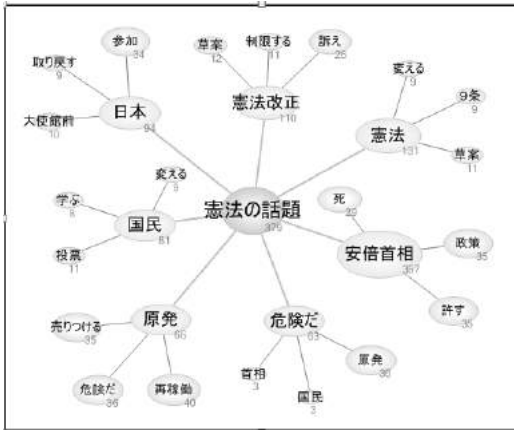 参加
34
取り戻す
9
大使館前
10
日本
94
草案
12
制限する
11
訴え
25
憲法改正
110
変える
9
9条
9
草案
11
憲法
131
憲法の話題
379
変える
9
学ぶ
8
投票
11
国民
81
死
安倍首相
政策
35
許す
35
原発
売りつける
35
危険だ
36
再稼働
40
危険だ
63
首相
3
国民
3
原発